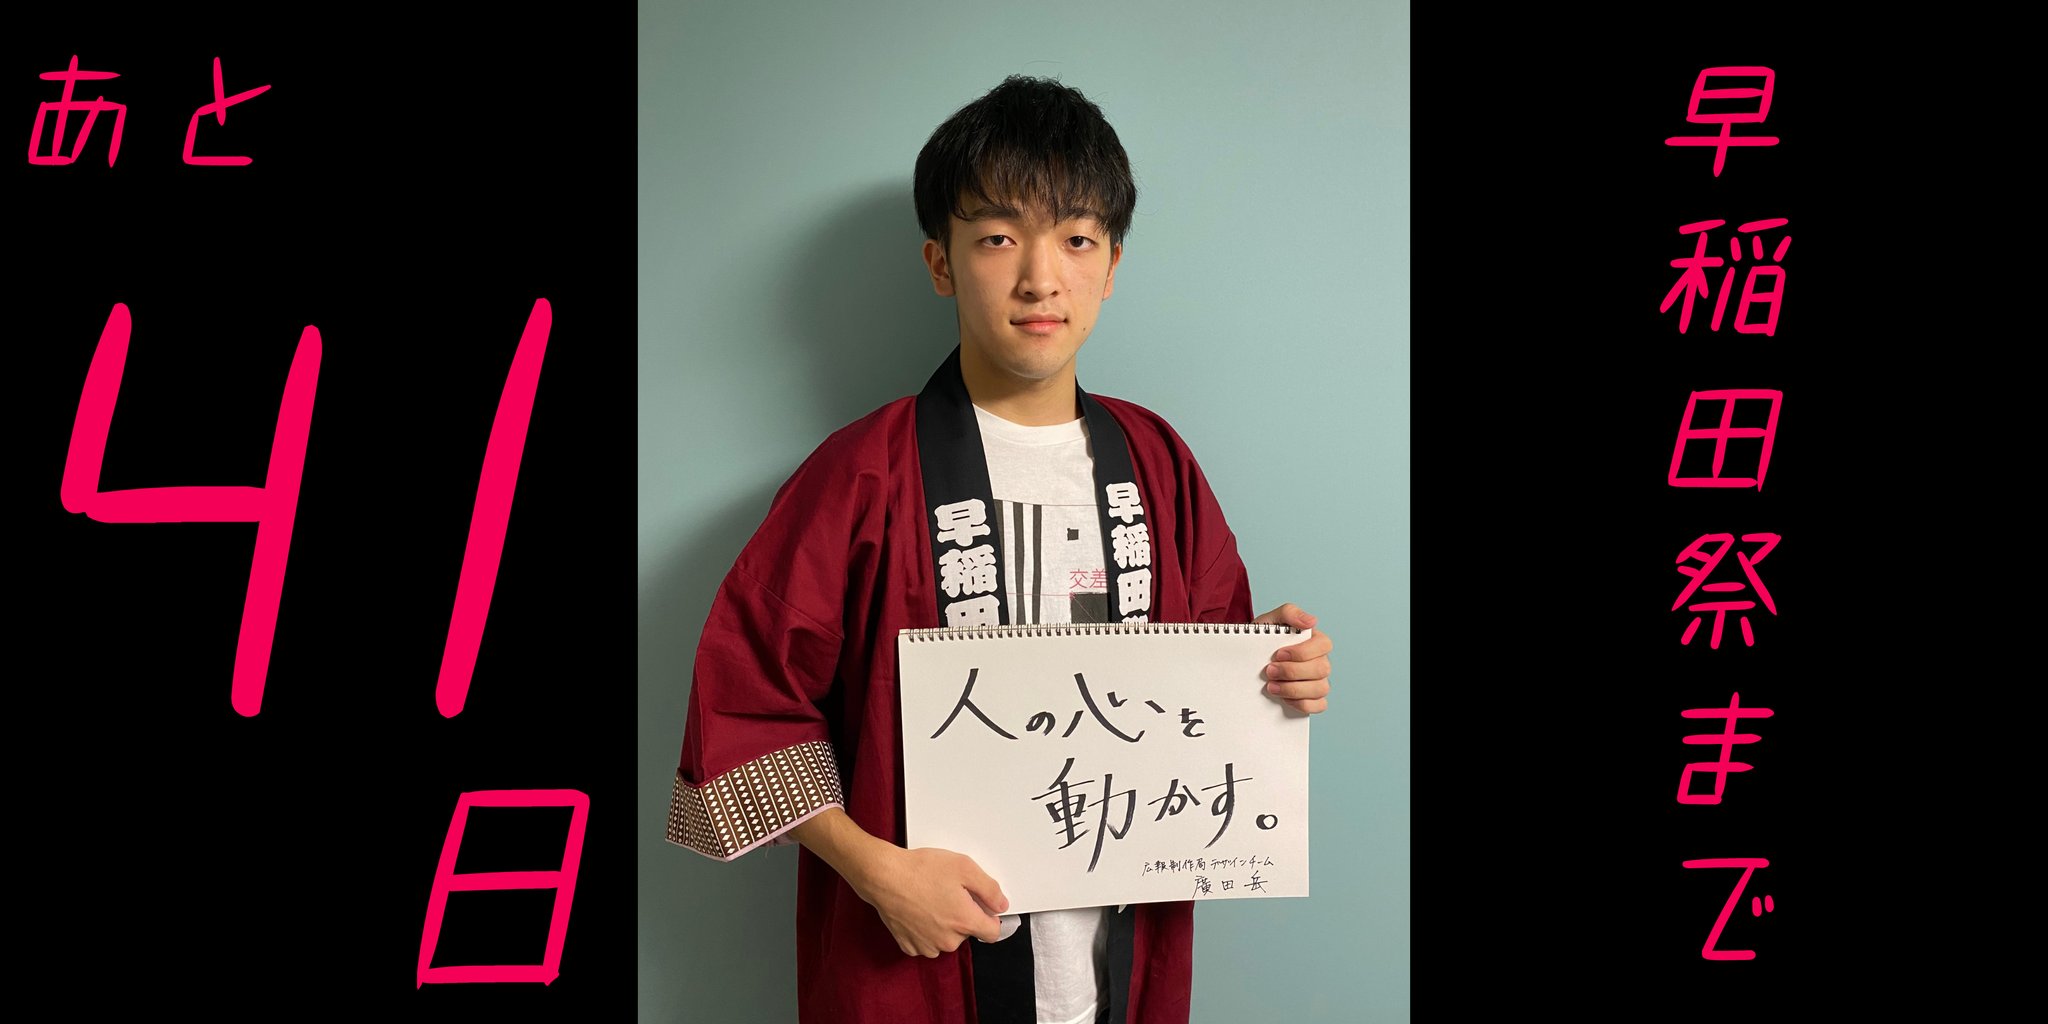 早稲田祭まで
あと
41
日
早稲田
早稲田
交差
人の心を
動かす。
広報制作局 デザインチーム
廣田 岳